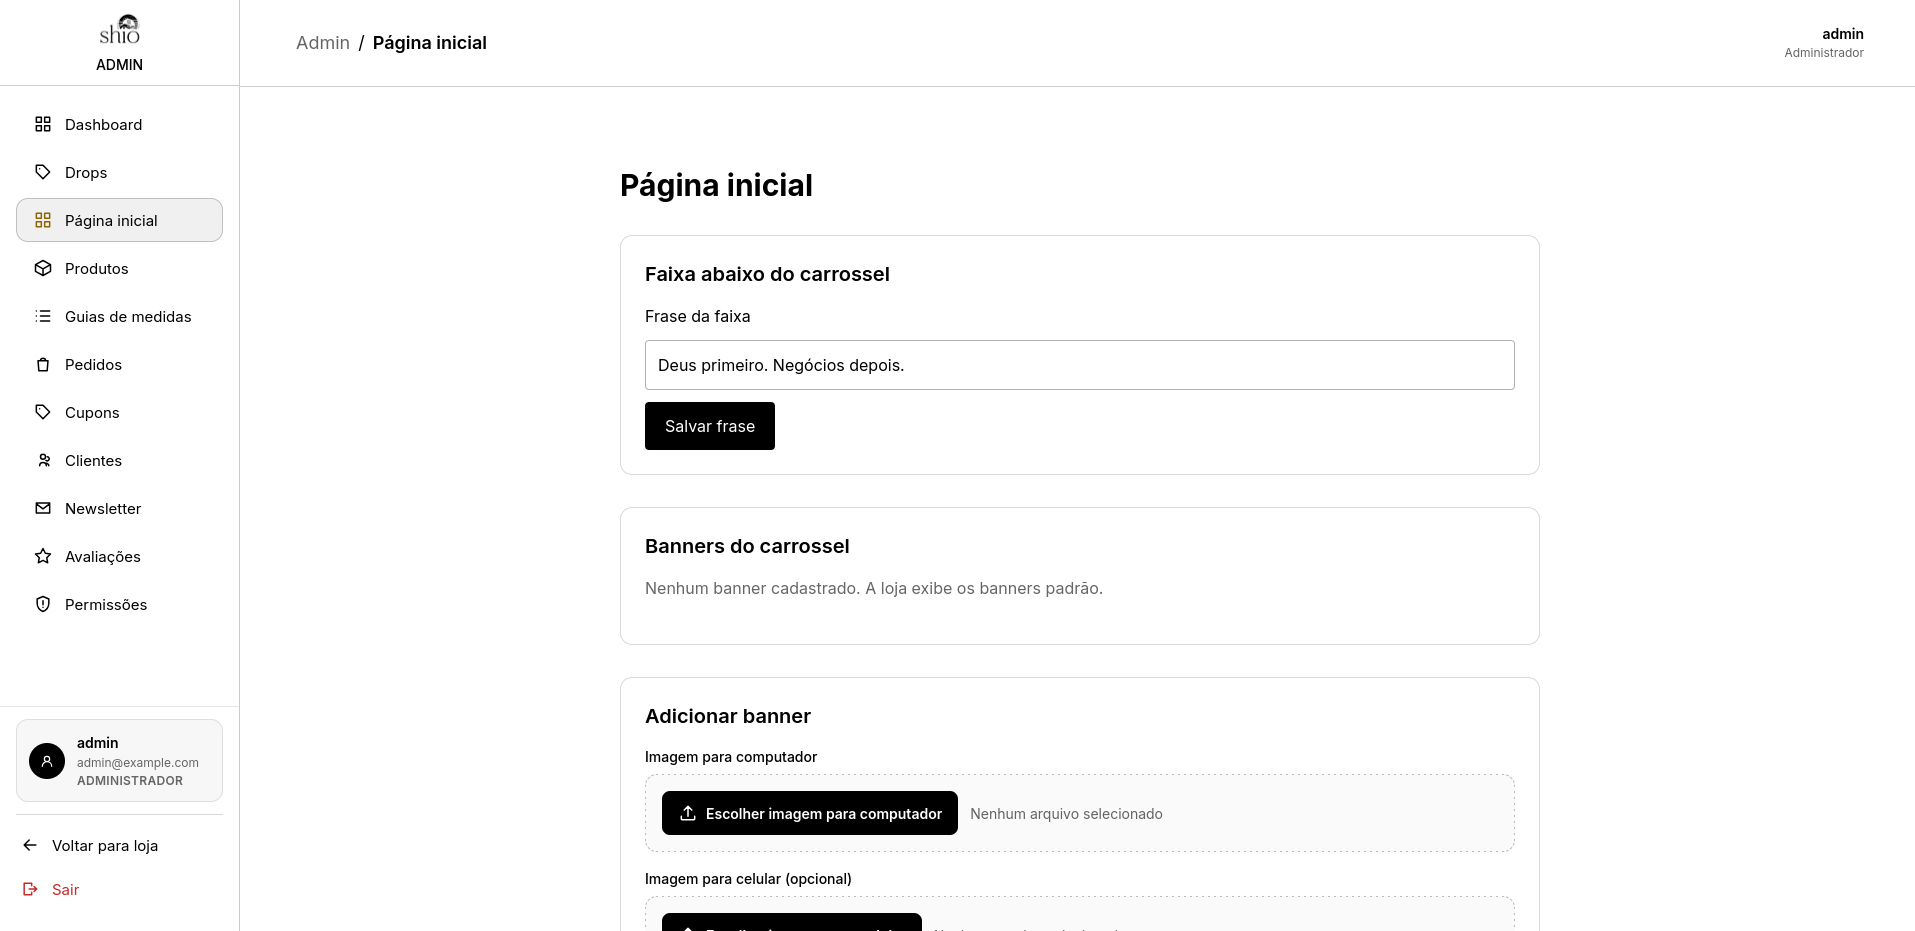 shio
ADMIN
Admin / Página inicial
admin
Administrador
Dashboard
Drops
Página inicial
Produtos
Guias de medidas
Pedidos
Cupons
Clientes
Newsletter
Avaliações
Permissões
admin
admin@example.com
ADMINISTRADOR
Voltar para loja
Sair
Página inicial
Faixa abaixo do carrossel
Frase da faixa
Deus primeiro. Negócios depois.
Salvar frase
Banners do carrossel
Nenhum banner cadastrado. A loja exibe os banners padrão.
Adicionar banner
Imagem para computador
Escolher imagem para computador
Nenhum arquivo selecionado
Imagem para celular (opcional)